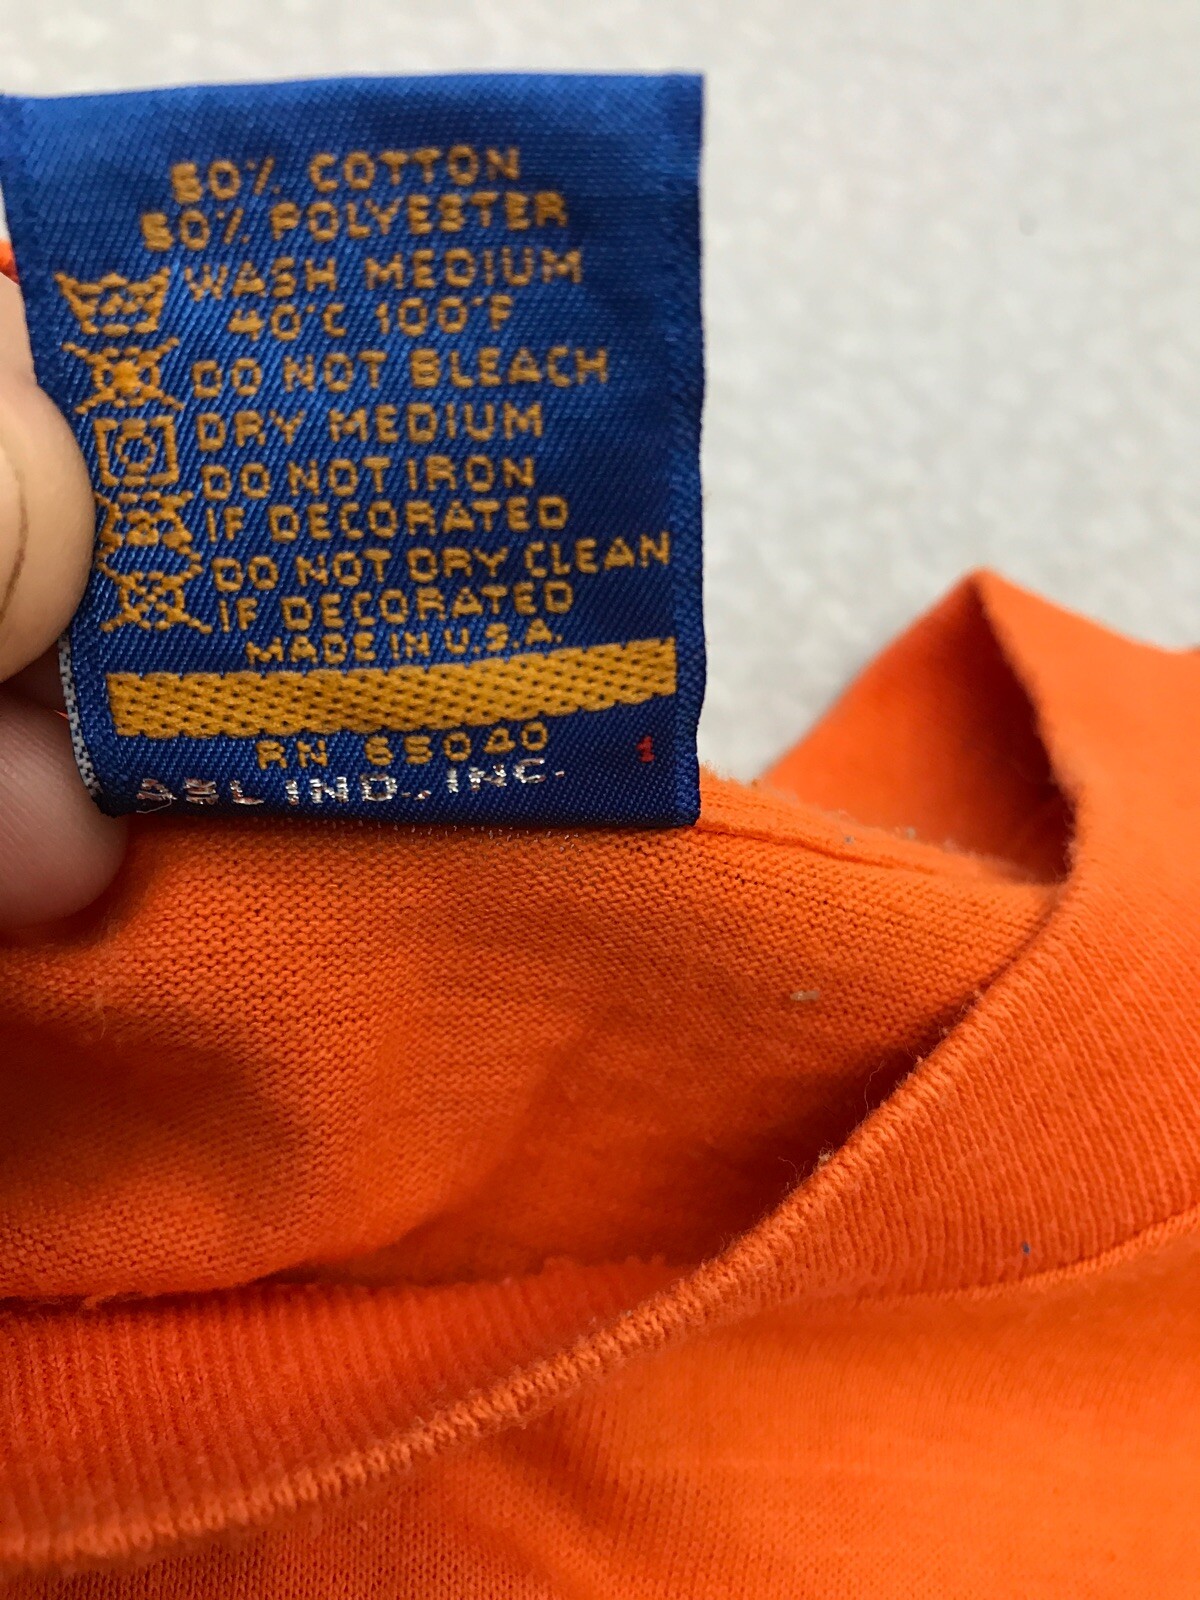 50% COTTON
50% POLYESTER
WASH MEDIUM
40°C 100°F
DO NOT BLEACH
DRY MEDIUM
DO NOT IRON
IF DECORATED
DO NOT DRY CLEAN
IF DECORATED
MADE IN U.S.A.
RN 65040
1
IND., INC.